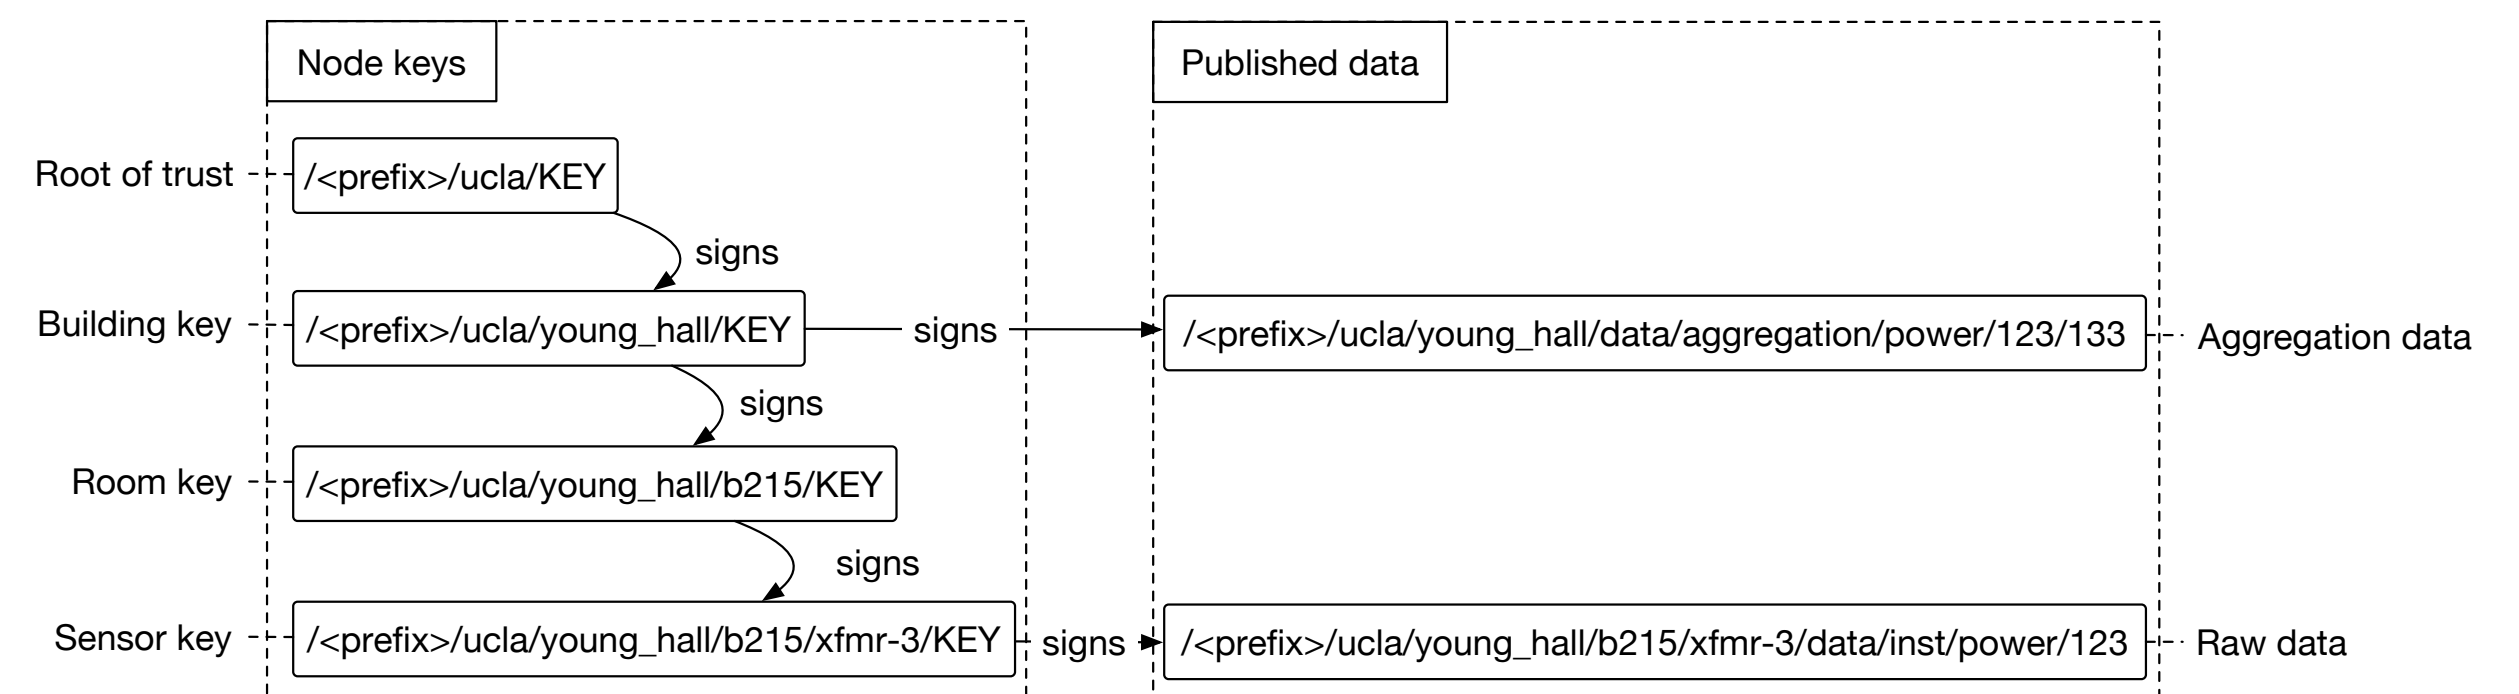 Node keys
Published data
Root of trust
/<prefix>/ucla/KEY
signs
Building key
/<prefix>/ucla/young_hall/KEY
signs
/<prefix>/ucla/young_hall/data/aggregation/power/123/133
Aggregation data
signs
Room key
/<prefix>/ucla/young_hall/b215/KEY
signs
Sensor key
/<prefix>/ucla/young_hall/b215/xfmr-3/KEY
signs
/<prefix>/ucla/young_hall/b215/xfmr-3/data/inst/power/123
Raw data